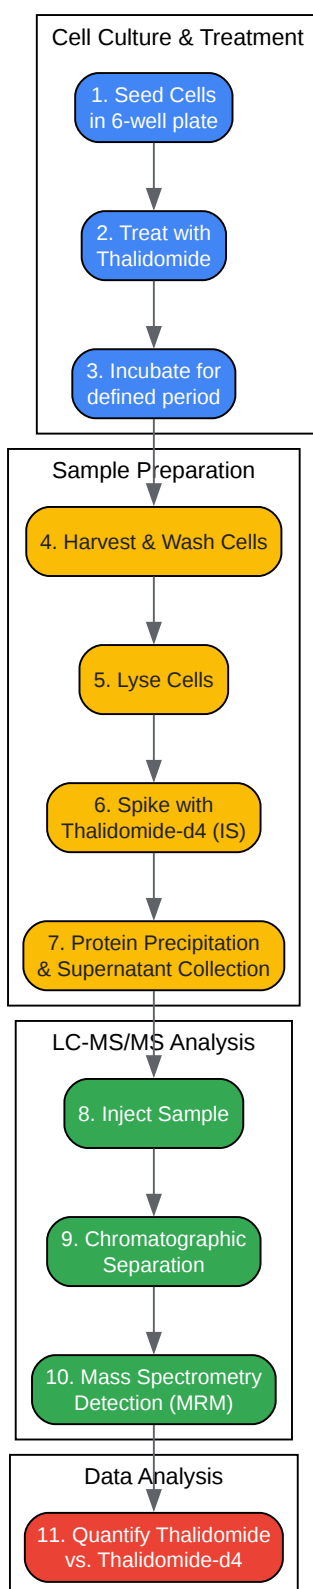 Cell Culture & Treatment
1. Seed Cells
in 6-well plate
2. Treat with
Thalidomide
3. Incubate for
defined period
Sample Preparation
4. Harvest & Wash Cells
5. Lyse Cells
6. Spike with
Thalidomide-d4 (IS)
7. Protein Precipitation
& Supernatant Collection
LC-MS/MS Analysis
8. Inject Sample
9. Chromatographic
Separation
10. Mass Spectrometry
Detection (MRM)
Data Analysis
11. Quantify Thalidomide
vs. Thalidomide-d4